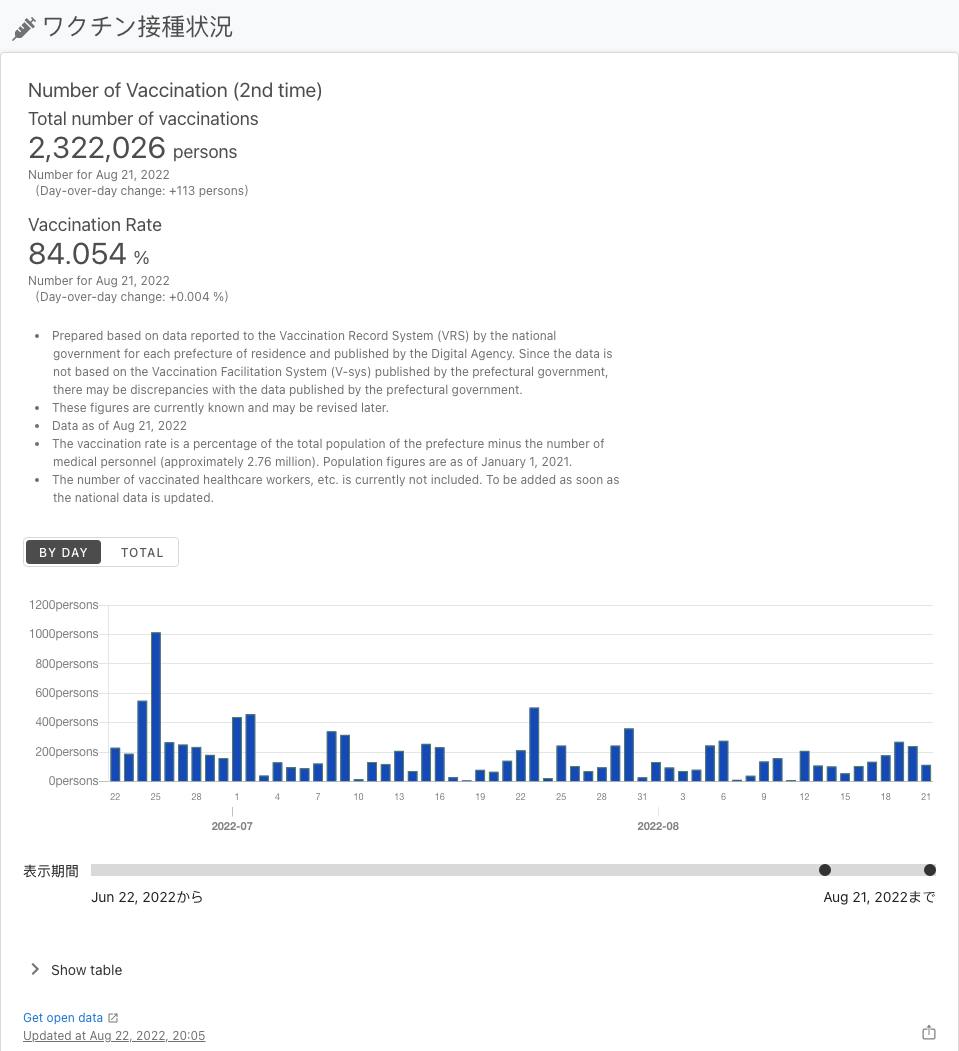 ワクチン接種状況
Number of Vaccination (2nd time)
Total number of vaccinations
2,322,026 persons
Number for Aug 21, 2022
(Day-over-day change: +113 persons)
Vaccination Rate
84.054 %
Number for Aug 21, 2022
(Day-over-day change: +0.004 %)
• Prepared based on data reported to the Vaccination Record System (VRS) by the national
government for each prefecture of residence and published by the Digital Agency. Since the data is
not based on the Vaccination Facilitation System (V-sys) published by the prefectural government,
there may be discrepancies with the data published by the prefectural government.
• These figures are currently known and may be revised later.
• Data as of Aug 21, 2022
• The vaccination rate is a percentage of the total population of the prefecture minus the number of
medical personnel (approximately 2.76 million). Population figures are as of January 1, 2021.
• The number of vaccinated healthcare workers, etc. is currently not included. To be added as soon as
the national data is updated.
BY DAY TOTAL
1200persons
1000persons
800persons
600persons
400persons
200persons
0persons
22 25 28 1 4 7 10 13 16 19 22 25 28 31 3 6 9 12 15 18 21
2022-07 2022-08
表示期間
Jun 22, 2022から Aug 21, 2022まで
Show table
Get open data
Updated at Aug 22, 2022, 20:05